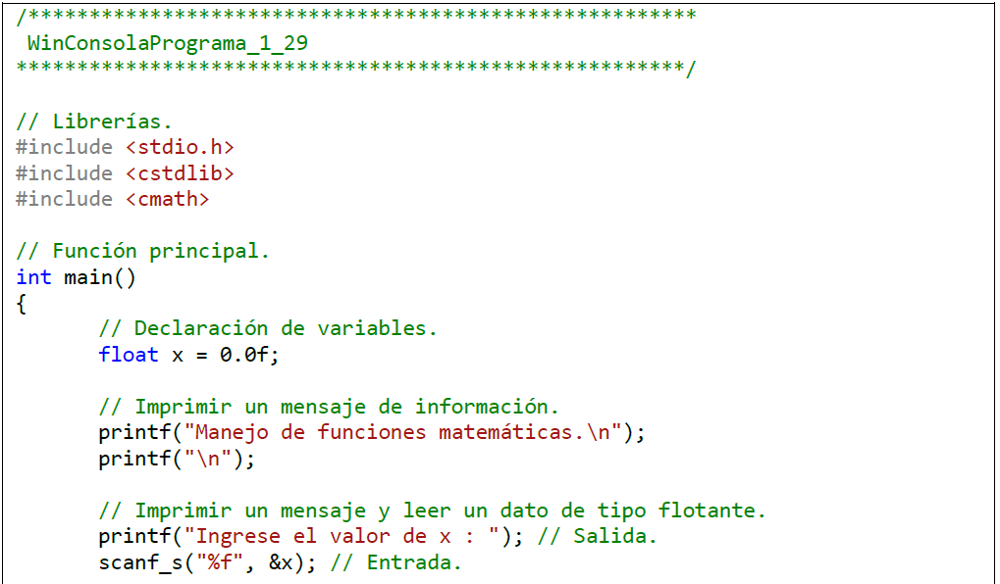 /*******************************************************
WinConsolaPrograma_1_29
*******************************************************/
// Librerías.
#include <stdio.h>
#include <cstdlib>
#include <cmath>
// Función principal.
int main()
{
// Declaración de variables.
float x = 0.0f;
// Imprimir un mensaje de información.
printf("Manejo de funciones matemáticas.\n");
printf("\n");
// Imprimir un mensaje y leer un dato de tipo flotante.
printf("Ingrese el valor de x : "); // Salida.
scanf_s("%f", &x); // Entrada.